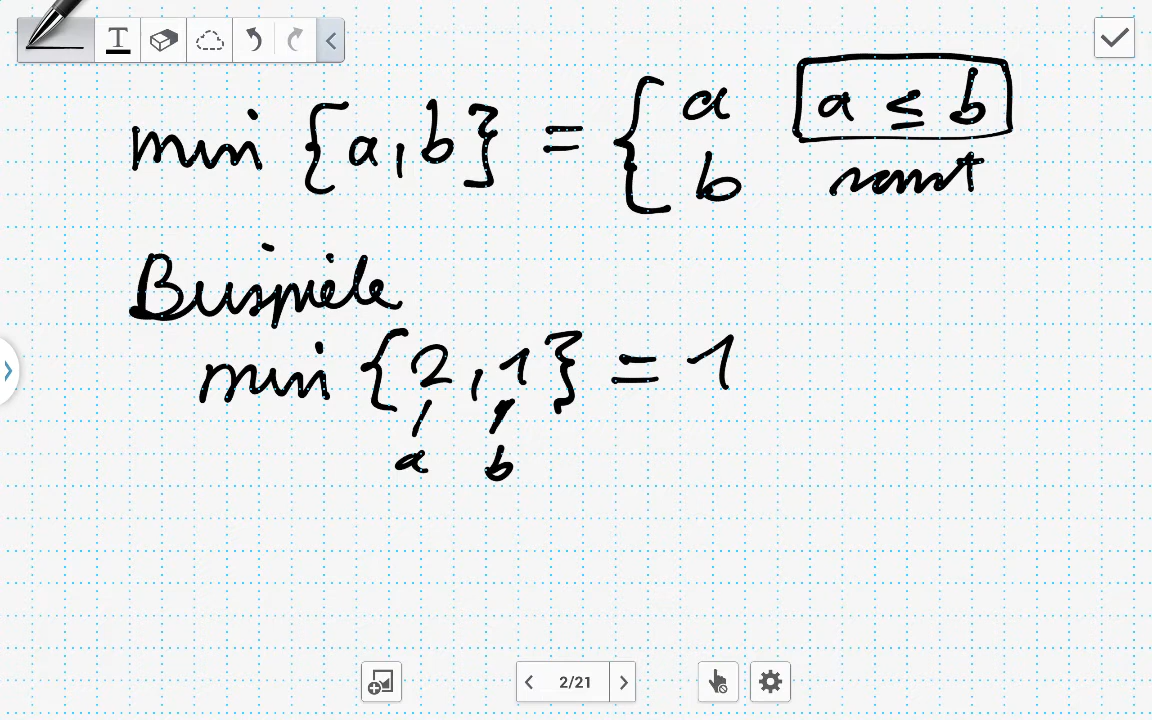 T
min {a,b} = { a a ≤ b
b sonst
Beispiele
min {2,1} = 1
a b
2/21